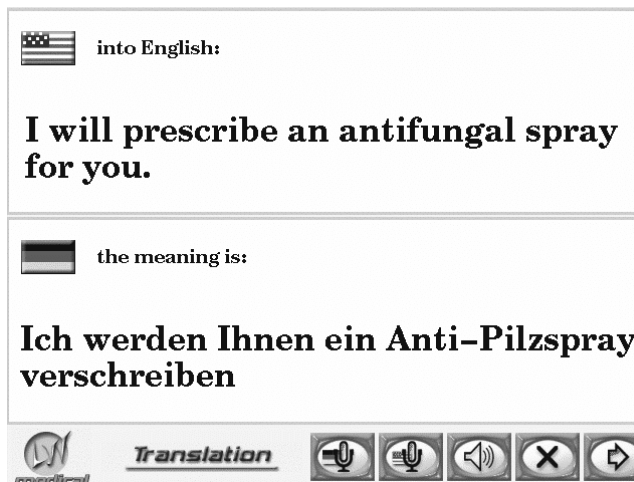 into English:
I will prescribe an antifungal spray
for you.
the meaning is:
Ich werden Ihnen ein Anti-Pilzspray
verschreiben
Translation
medical